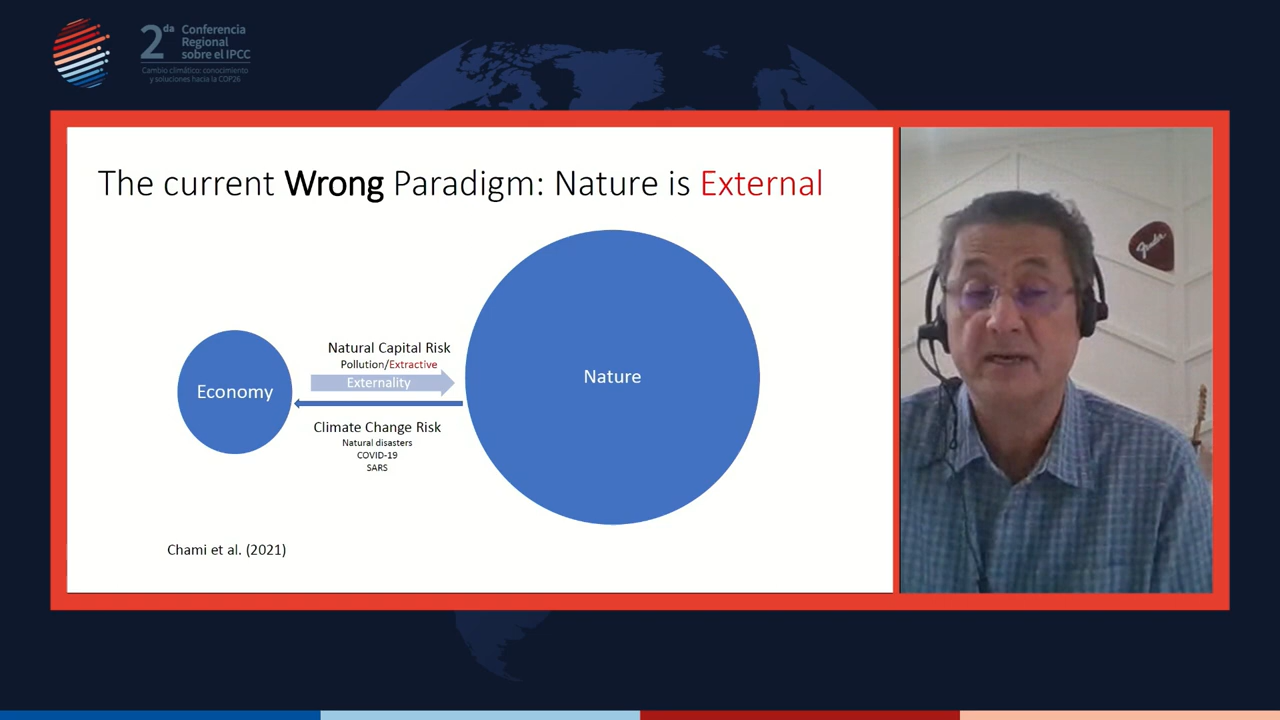 2da Conferencia
Regional
sobre el IPCC
Cambio climático: conocimiento
y soluciones hacia la COP26
The current Wrong Paradigm: Nature is External
Natural Capital Risk
Pollution/Extractive
Externality
Economy
Nature
Climate Change Risk
Natural disasters
COVID-19
SARS
Chami et al. (2021)
Fender